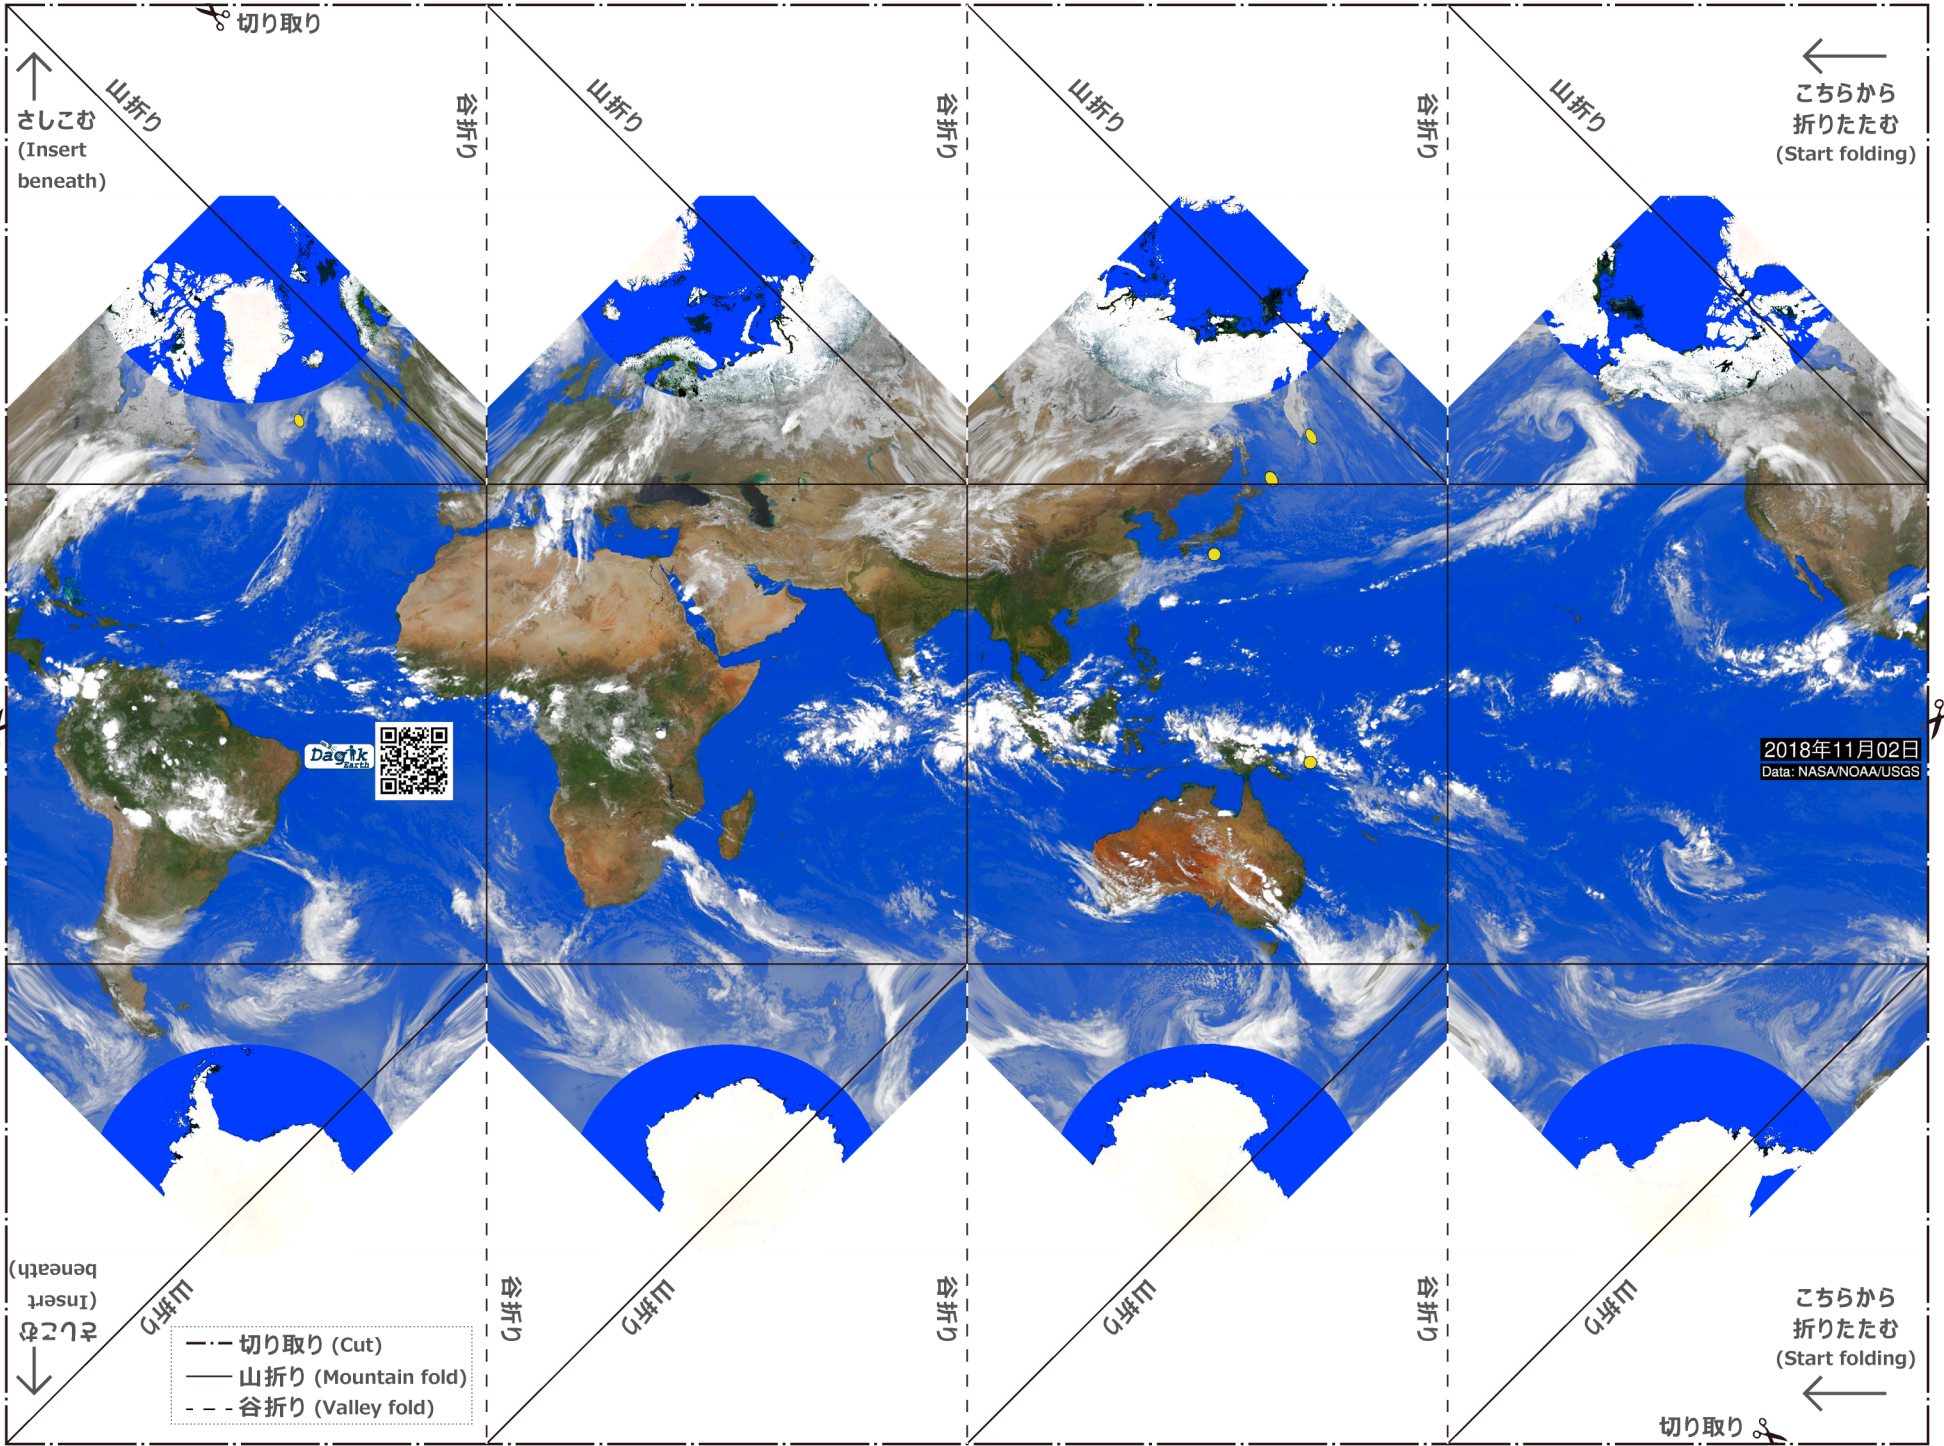 切り取り
さしこむ
(Insert
beneath)
山折り
谷折り
山折り
谷折り
山折り
谷折り
山折り
こちらから
折りたたむ
(Start folding)
Dagik
Earth
2018年11月02日
Data: NASA/NOAA/USGS
さしこむ
(Insert
beneath)
山折り
谷折り
山折り
谷折り
山折り
谷折り
山折り
こちらから
折りたたむ
(Start folding)
切り取り (Cut)
山折り (Mountain fold)
谷折り (Valley fold)
切り取り